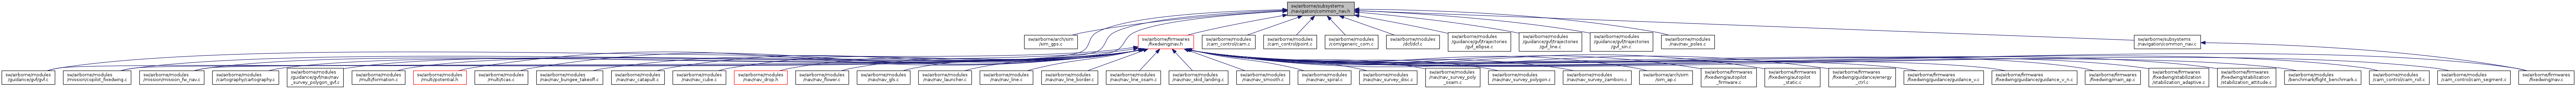 sw/airborne/subsystems
/navigation/common_nav.h
sw/airborne/arch/sim
/sim_gps.c
sw/airborne/firmwares
/fixedwing/nav.h
sw/airborne/modules
/cam_control/cam.c
sw/airborne/modules
/cam_control/point.c
sw/airborne/modules
/com/generic_com.c
sw/airborne/modules
/dcf/dcf.c
sw/airborne/modules
/guidance/gvf/trajectories
/gvf_ellipse.c
sw/airborne/modules
/guidance/gvf/trajectories
/gvf_line.c
sw/airborne/modules
/guidance/gvf/trajectories
/gvf_sin.c
sw/airborne/modules
/nav/nav_poles.c
sw/airborne/subsystems
/navigation/common_nav.c
sw/airborne/modules
/guidance/gvf/gvf.c
sw/airborne/modules
/mission/copilot_fixedwing.c
sw/airborne/modules
/mission/mission_fw_nav.c
sw/airborne/modules
/cartography/cartography.c
sw/airborne/modules
/guidance/gvf/nav/nav
_survey_polygon_gvf.c
sw/airborne/modules
/multi/formation.c
sw/airborne/modules
/multi/potential.h
sw/airborne/modules
/multi/tcas.c
sw/airborne/modules
/nav/nav_bungee_takeoff.c
sw/airborne/modules
/nav/nav_catapult.c
sw/airborne/modules
/nav/nav_cube.c
sw/airborne/modules
/nav/nav_drop.h
sw/airborne/modules
/nav/nav_flower.c
sw/airborne/modules
/nav/nav_gls.c
sw/airborne/modules
/nav/nav_launcher.c
sw/airborne/modules
/nav/nav_line.c
sw/airborne/modules
/nav/nav_line_border.c
sw/airborne/modules
/nav/nav_line_osam.c
sw/airborne/modules
/nav/nav_skid_landing.c
sw/airborne/modules
/nav/nav_smooth.c
sw/airborne/modules
/nav/nav_spiral.c
sw/airborne/modules
/nav/nav_survey_disc.c
sw/airborne/modules
/nav/nav_survey_poly
_osam.c
sw/airborne/modules
/nav/nav_survey_polygon.c
sw/airborne/modules
/nav/nav_survey_zamboni.c
sw/airborne/arch/sim
/sim_ap.c
sw/airborne/firmwares
/fixedwing/autopilot
_firmware.c
sw/airborne/firmwares
/fixedwing/autopilot
_static.c
sw/airborne/firmwares
/fixedwing/guidance/energy
_ctrl.c
sw/airborne/firmwares
/fixedwing/guidance/guidance_v.c
sw/airborne/firmwares
/fixedwing/guidance/guidance_v_n.c
sw/airborne/firmwares
/fixedwing/main_ap.c
sw/airborne/firmwares
/fixedwing/stabilization
/stabilization_adaptive.c
sw/airborne/firmwares
/fixedwing/stabilization
/stabilization_attitude.c
sw/airborne/modules
/benchmark/flight_benchmark.c
sw/airborne/modules
/cam_control/cam_roll.c
sw/airborne/modules
/cam_control/cam_segment.c
sw/airborne/firmwares
/fixedwing/nav.c